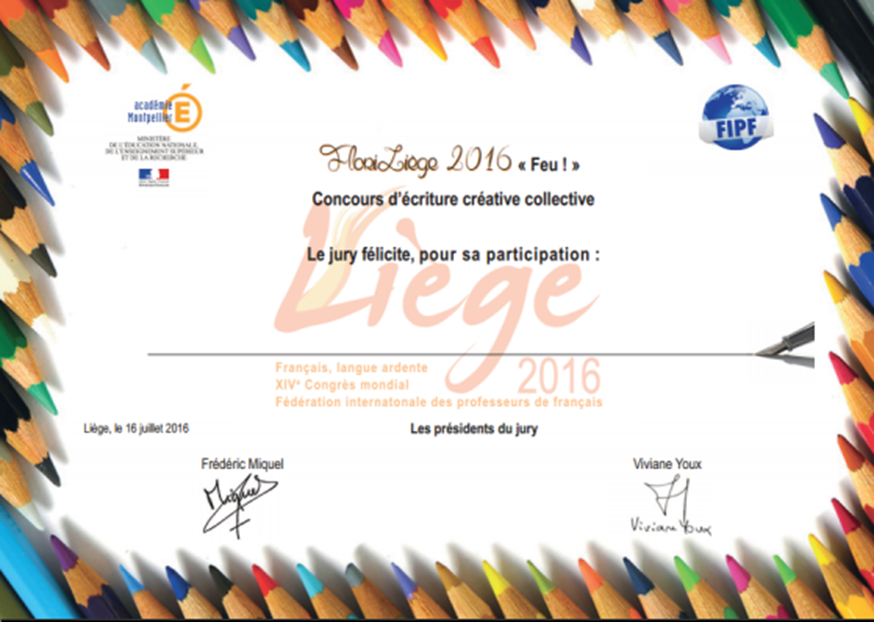 académie
Montpellier
MINISTÈRE
DE L'ÉDUCATION NATIONALE,
DE L'ENSEIGNEMENT SUPÉRIEUR
ET DE LA RECHERCHE
FIPF
FloriLiège 2016 « Feu ! »
Concours d'écriture créative collective
Le jury félicite, pour sa participation :
Liège
2016
Français, langue ardente
XIVe Congrès mondial
Fédération internatonale des professeurs de français
Liège, le 16 juillet 2016
Les présidents du jury
Frédéric Miquel
Viviane Youx
Miquel
Viviane Youx